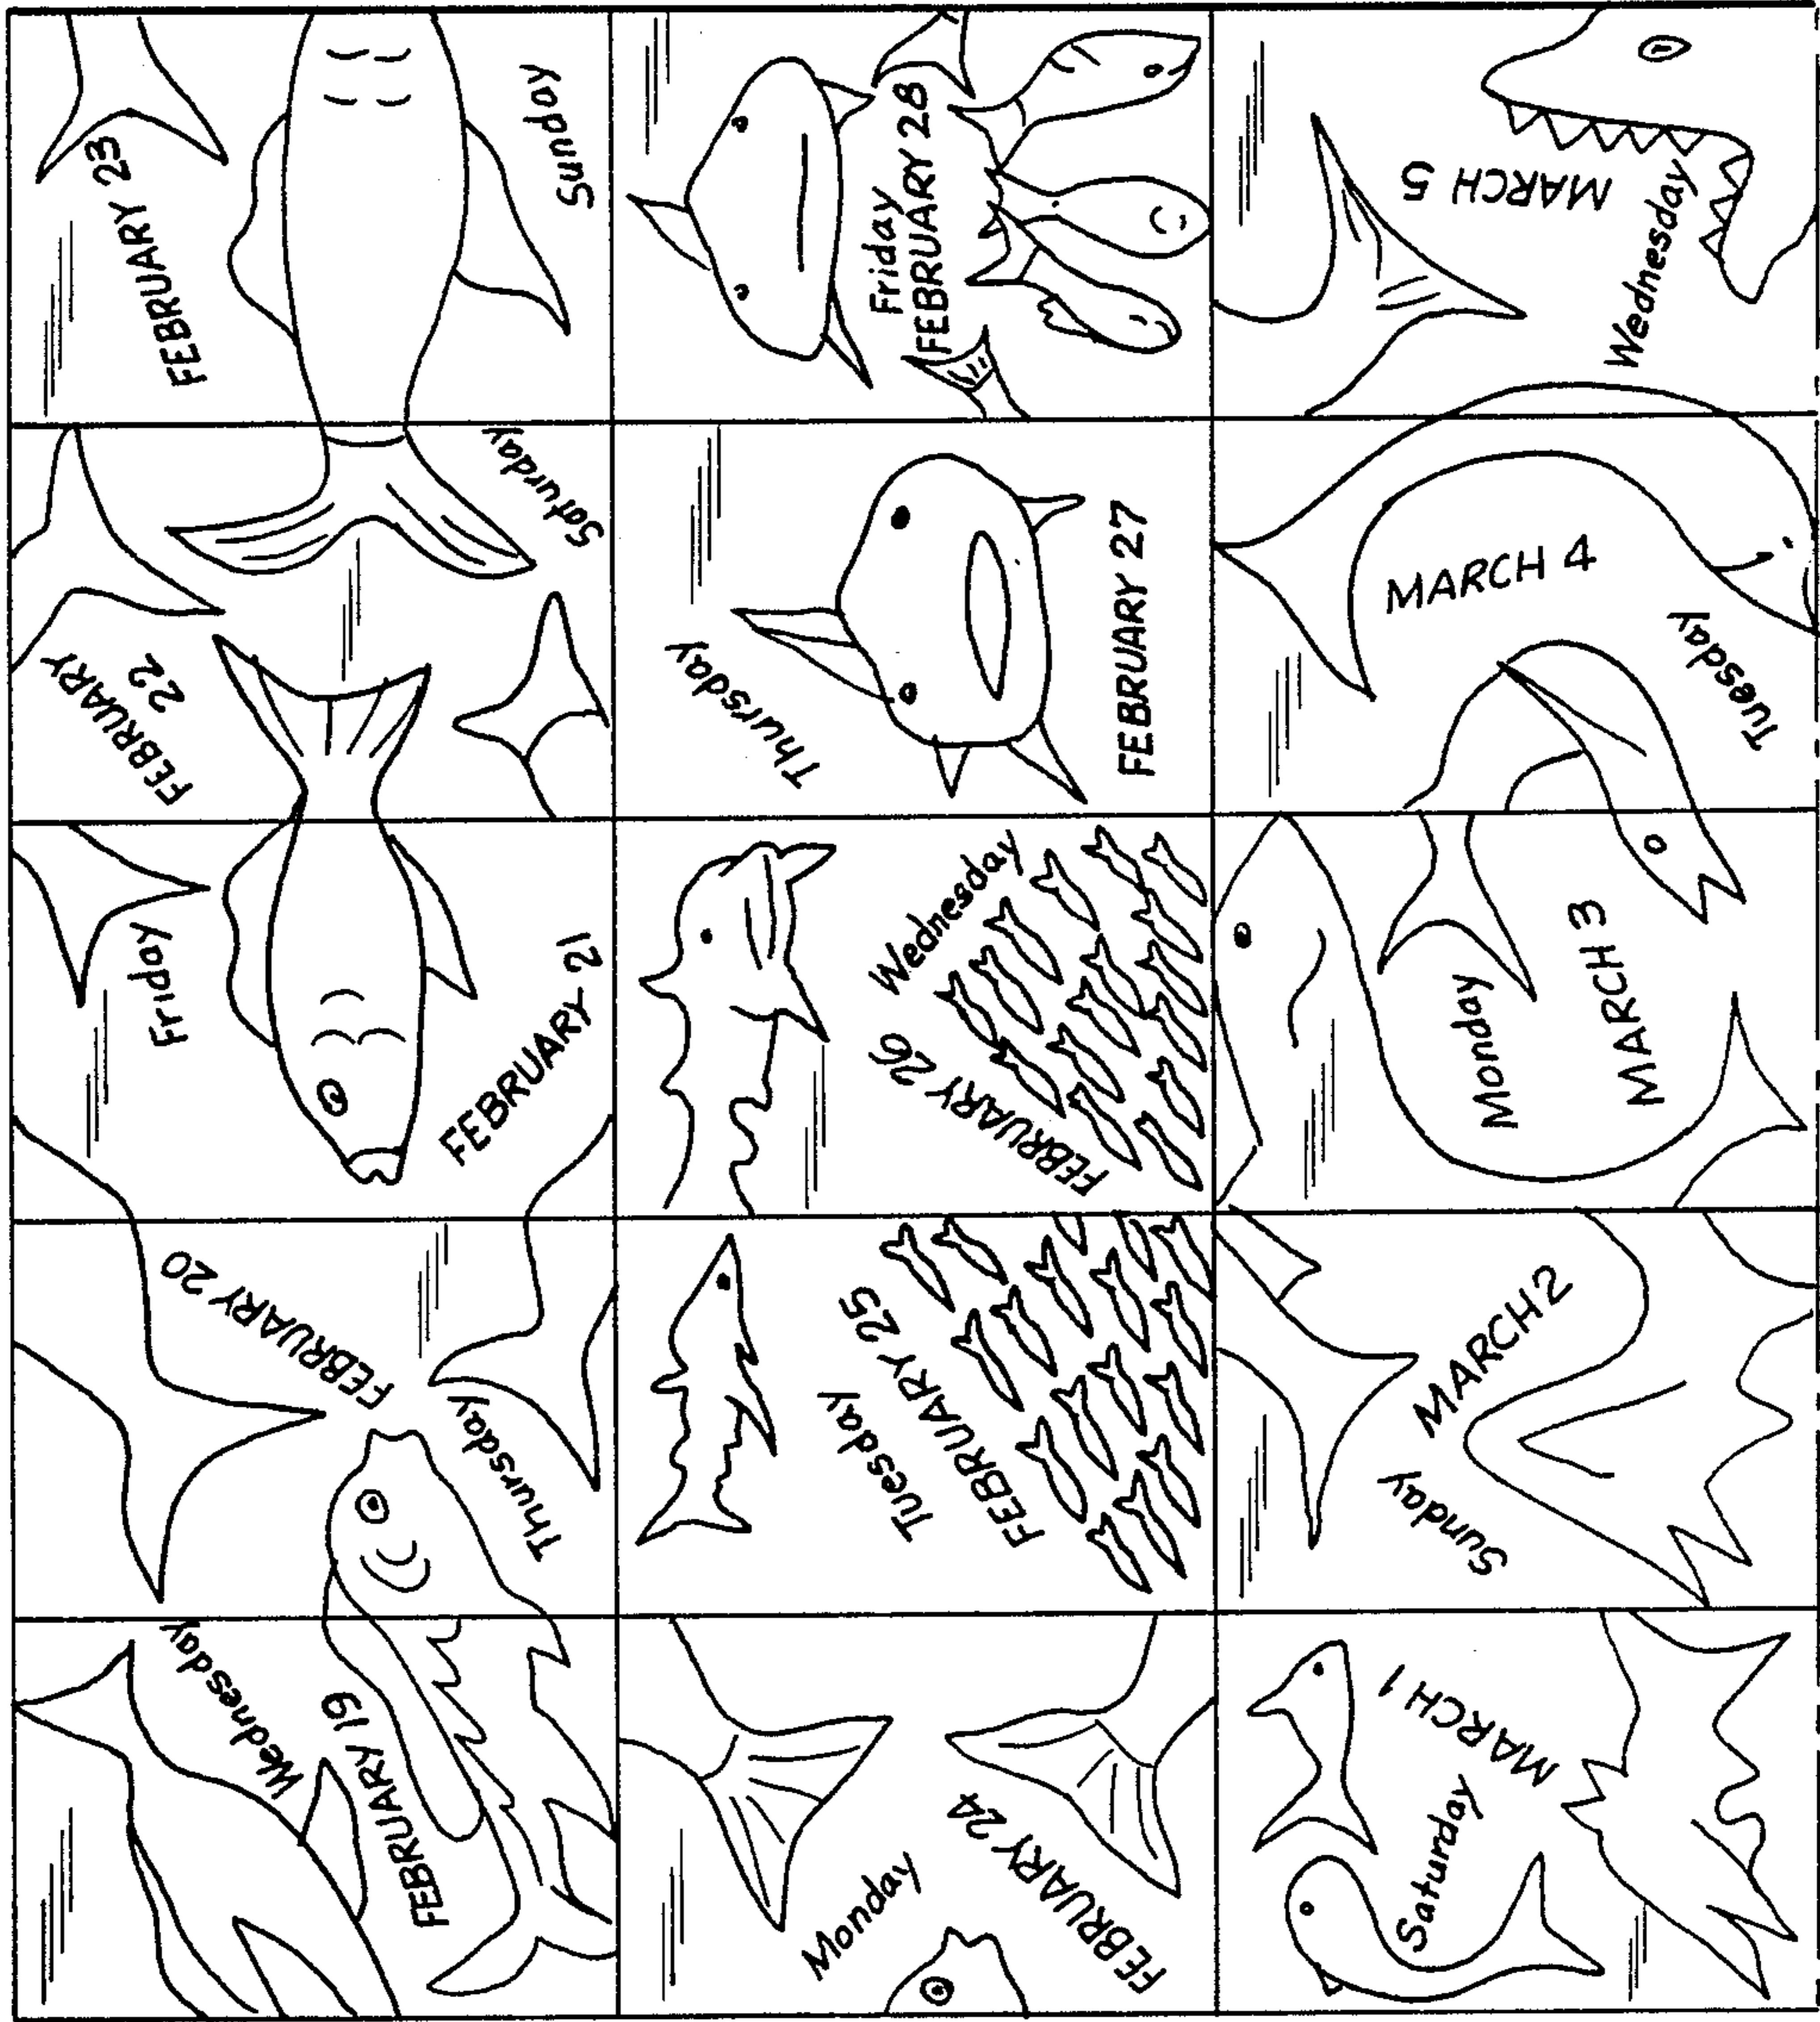 Wednesday
FEBRUARY 19
FEBRUARY 20
Thursday
Friday
FEBRUARY 21
FEBRUARY
22
Saturday
FEBRUARY 23
Sunday
Monday
FEBRUARY 24
Tuesday
FEBRUARY 25
Wednesday
FEBRUARY 26
Thursday
FEBRUARY 27
Friday
FEBRUARY 28
MARCH 1
Saturday
MARCH 2
Sunday
Monday
MARCH 3
MARCH 4
Tuesday
MARCH 5
Wednesday